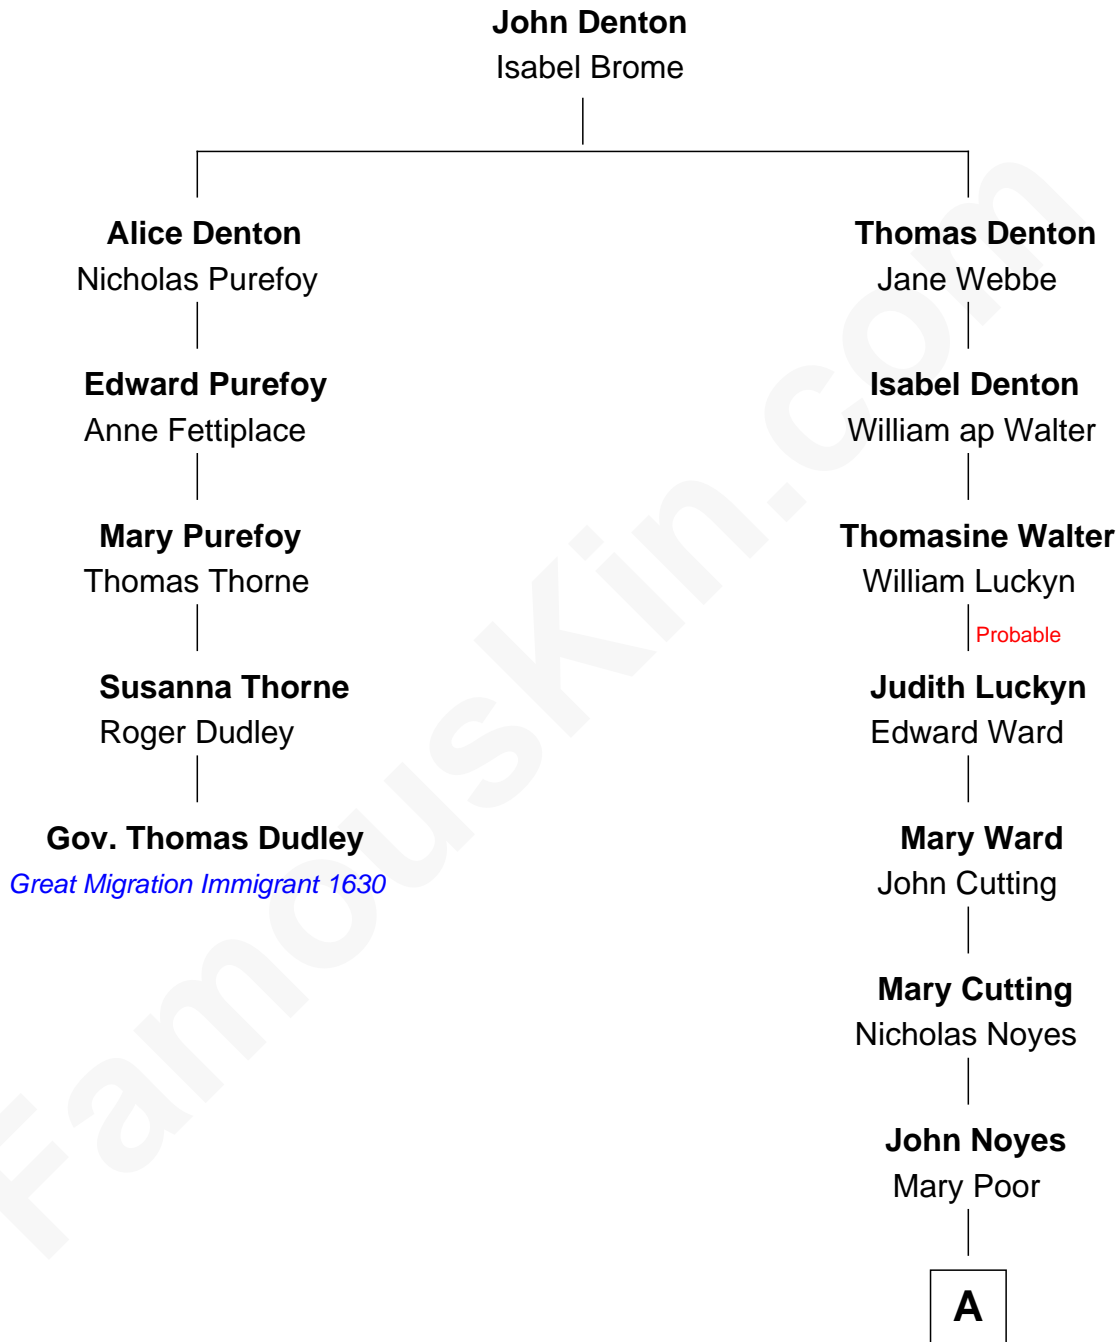 John Denton
Isabel Brome
Alice Denton
Nicholas Purefoy
Thomas Denton
Jane Webbe
Edward Purefoy
Anne Fettiplace
Isabel Denton
William ap Walter
Mary Purefoy
Thomas Thorne
Thomasine Walter
William Luckyn
Probable
Susanna Thorne
Roger Dudley
Judith Luckyn
Edward Ward
Gov. Thomas Dudley
Great Migration Immigrant 1630
Mary Ward
John Cutting
Mary Cutting
Nicholas Noyes
John Noyes
Mary Poor
A
FamousKin.com